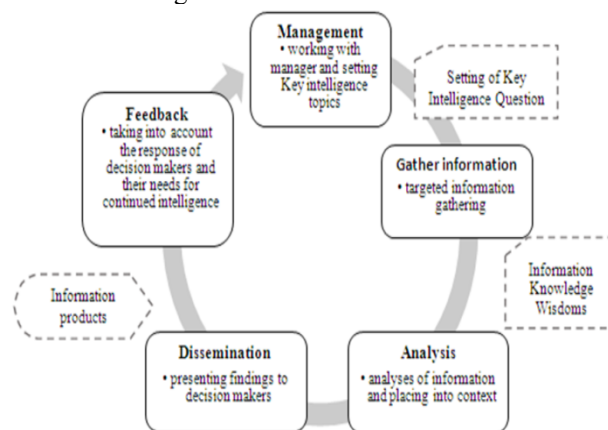 Management
• working with
manager and setting
Key intelligence
topics
Setting of Key
Intelligence Question
Gather information
• targeted information
gathering
Information
Knowledge
Wisdoms
Analysis
• analyses of information
and placing into context
Dissemination
• presenting findings to
decision makers
Information
products
Feedback
• taking into account
the response of
decision makers and
their needs for
continued intelligence